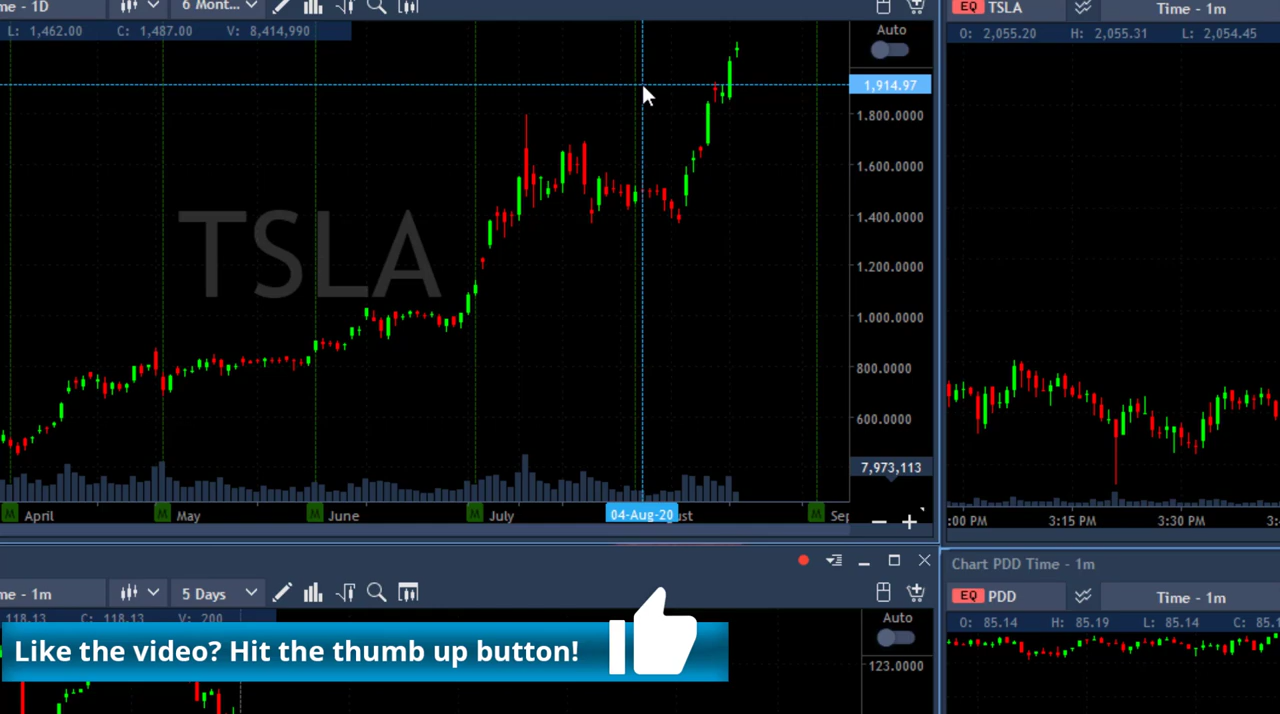 me - 1D
6 Mont...
L: 1,462.00 C: 1,487.00 V: 8,414,990
Auto
1,914.97
1.800.0000
1.600.0000
1.400.0000
1.200.0000
1.000.0000
800.0000
600.0000
7,973,113
TSLA
M April
M May
M June
M July
04-Aug-20
ust
M Sep
EQ TSLA
Time - 1m
O: 2,055.20 H: 2,055.31 L: 2,054.45
:00 PM
3:15 PM
3:30 PM
3:
me - 1m
5 Days
118.13 C: 118.13 V: 200
Auto
123.0000
Like the video? Hit the thumb up button!
Chart PDD Time - 1m
EQ PDD
Time - 1m
O: 85.14 H: 85.19 L: 85.14 C: 85.1